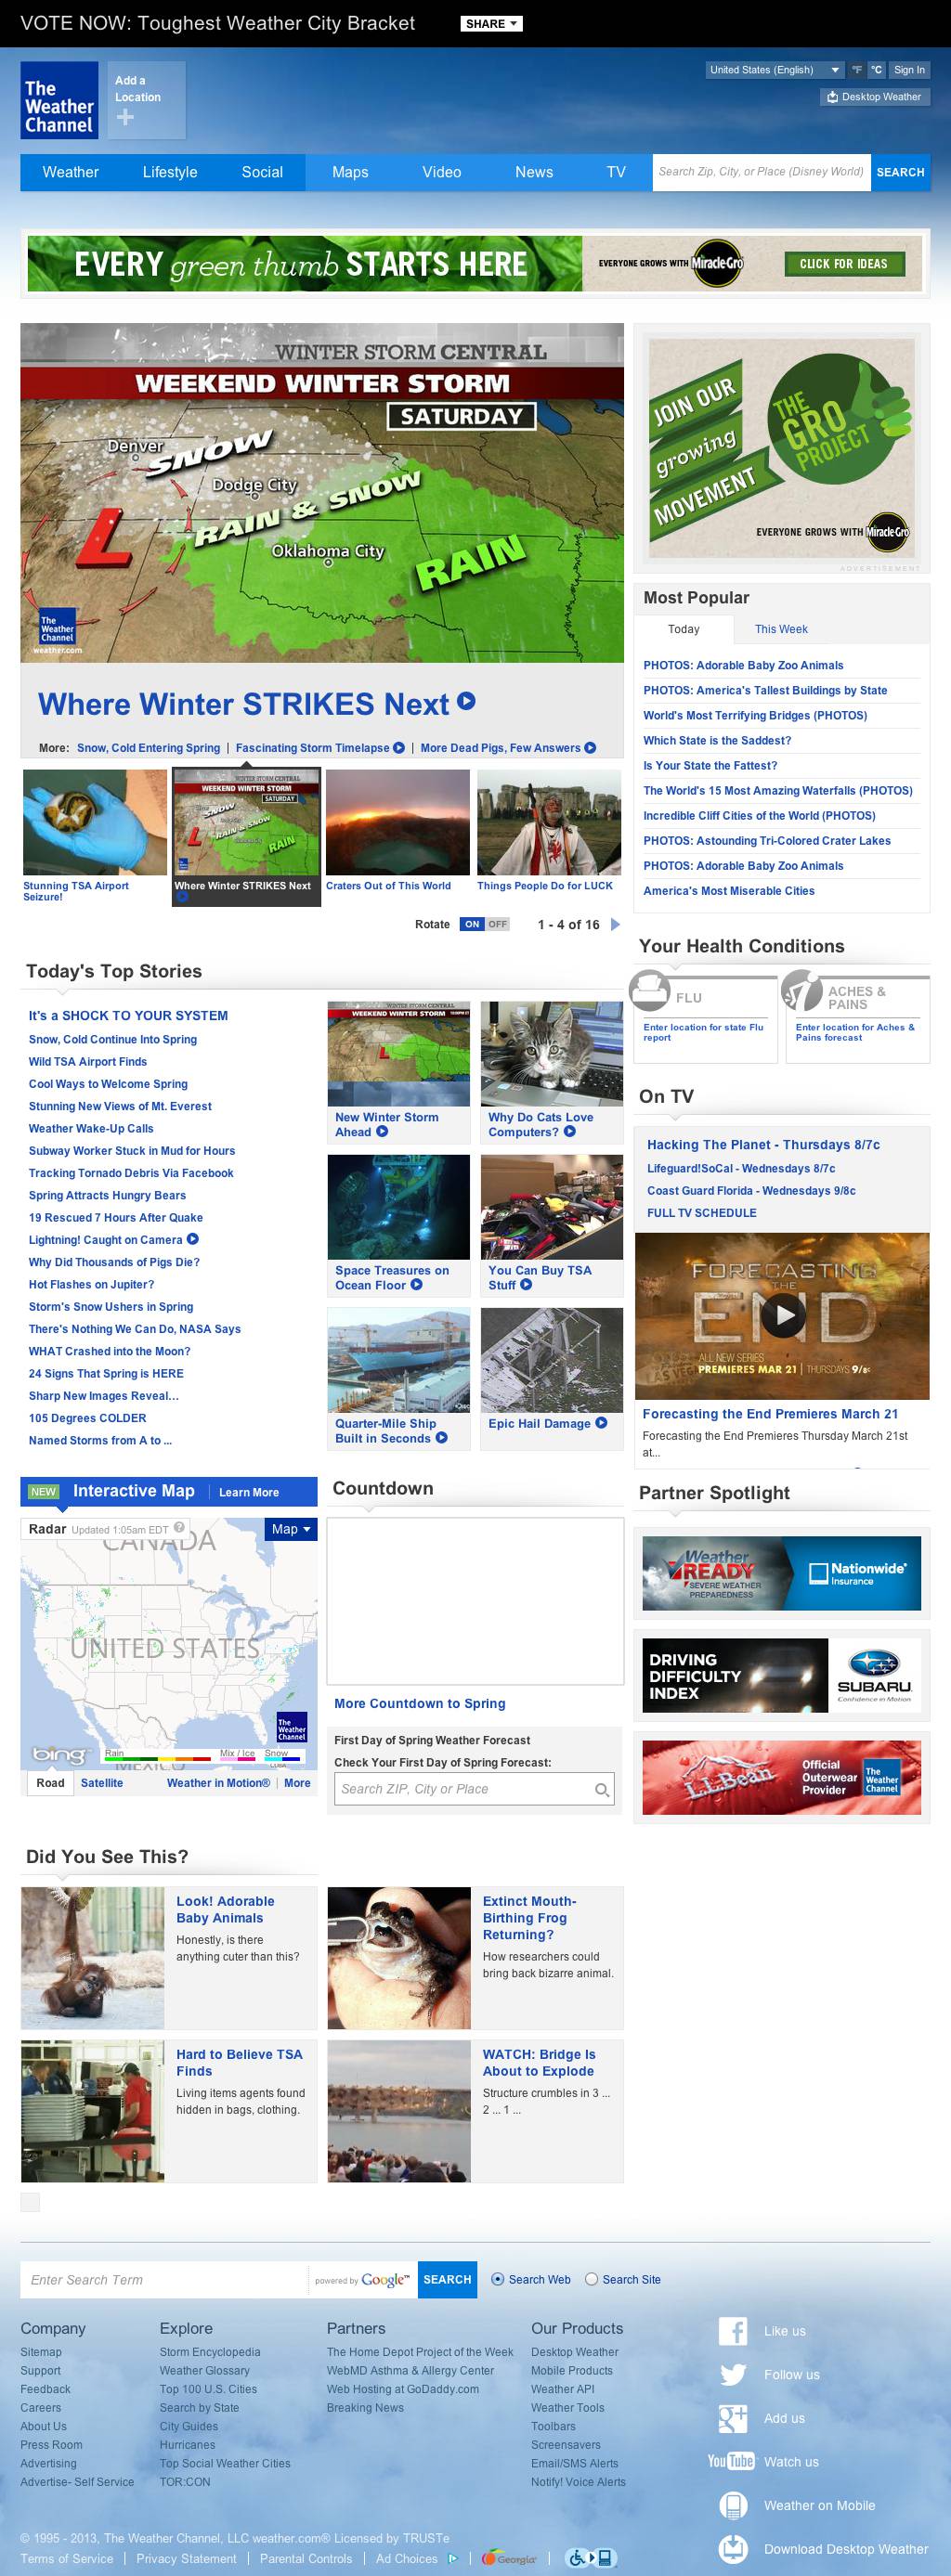 VOTE NOW: Toughest Weather City Bracket
SHARE
The Weather Channel
Add a Location
United States (English)
°F
°C
Sign In
Desktop Weather
Weather
Lifestyle
Social
Maps
Video
News
TV
Search Zip, City, or Place (Disney World)
SEARCH
EVERY green thumb STARTS HERE
EVERYONE GROWS WITH Miracle-Gro
CLICK FOR IDEAS
WINTER STORM CENTRAL
WEEKEND WINTER STORM
SATURDAY
Denver
SNOW
Dodge City
RAIN & SNOW
L
Oklahoma City
RAIN
The Weather Channel
weather.com
Where Winter STRIKES Next
More: Snow, Cold Entering Spring | Fascinating Storm Timelapse | More Dead Pigs, Few Answers
Stunning TSA Airport Seizure!
Where Winter STRIKES Next
Craters Out of This World
Things People Do for LUCK
Rotate ON OFF
1 - 4 of 16
JOIN OUR growing MOVEMENT
THE GRO PROJECT
EVERYONE GROWS WITH Miracle-Gro
ADVERTISEMENT
Most Popular
Today
This Week
PHOTOS: Adorable Baby Zoo Animals
PHOTOS: America's Tallest Buildings by State
World's Most Terrifying Bridges (PHOTOS)
Which State is the Saddest?
Is Your State the Fattest?
The World's 15 Most Amazing Waterfalls (PHOTOS)
Incredible Cliff Cities of the World (PHOTOS)
PHOTOS: Astounding Tri-Colored Crater Lakes
PHOTOS: Adorable Baby Zoo Animals
America's Most Miserable Cities
Your Health Conditions
FLU
Enter location for state Flu report
ACHES & PAINS
Enter location for Aches & Pains forecast
Today's Top Stories
It's a SHOCK TO YOUR SYSTEM
Snow, Cold Continue Into Spring
Wild TSA Airport Finds
Cool Ways to Welcome Spring
Stunning New Views of Mt. Everest
Weather Wake-Up Calls
Subway Worker Stuck in Mud for Hours
Tracking Tornado Debris Via Facebook
Spring Attracts Hungry Bears
19 Rescued 7 Hours After Quake
Lightning! Caught on Camera
Why Did Thousands of Pigs Die?
Hot Flashes on Jupiter?
Storm's Snow Ushers in Spring
There's Nothing We Can Do, NASA Says
WHAT Crashed into the Moon?
24 Signs That Spring is HERE
Sharp New Images Reveal...
105 Degrees COLDER
Named Storms from A to ...
New Winter Storm Ahead
Why Do Cats Love Computers?
Space Treasures on Ocean Floor
You Can Buy TSA Stuff
Quarter-Mile Ship Built in Seconds
Epic Hail Damage
On TV
Hacking The Planet - Thursdays 8/7c
Lifeguard!SoCal - Wednesdays 8/7c
Coast Guard Florida - Wednesdays 9/8c
FULL TV SCHEDULE
FORECASTING THE END
ALL NEW SERIES
PREMIERES MAR 21 | THURSDAYS 9/8c
Forecasting the End Premieres March 21
Forecasting the End Premieres Thursday March 21st
at...
NEW Interactive Map | Learn More
Radar Updated 1:05am EDT
Map
CANADA
UNITED STATES
MEXICO
CUBA
The Weather Channel
bing
Rain
Mix / Ice
Snow
Road
Satellite
Weather in Motion® | More
Countdown
More Countdown to Spring
First Day of Spring Weather Forecast
Check Your First Day of Spring Forecast:
Search ZIP, City or Place
Partner Spotlight
Weather READY
SEVERE WEATHER PREPAREDNESS
Nationwide Insurance
DRIVING DIFFICULTY INDEX
SUBARU
Confidence in Motion
L.L.Bean
Official Outerwear Provider
The Weather Channel
Did You See This?
Look! Adorable Baby Animals
Honestly, is there
anything cuter than this?
Extinct Mouth-Birthing Frog Returning?
How researchers could
bring back bizarre animal.
Hard to Believe TSA Finds
Living items agents found
hidden in bags, clothing.
WATCH: Bridge Is About to Explode
Structure crumbles in 3 ...
2 ... 1 ...
Enter Search Term
powered by Google™
SEARCH
Search Web
Search Site
Company
Sitemap
Support
Feedback
Careers
About Us
Press Room
Advertising
Advertise- Self Service
Explore
Storm Encyclopedia
Weather Glossary
Top 100 U.S. Cities
Search by State
City Guides
Hurricanes
Top Social Weather Cities
TOR:CON
Partners
The Home Depot Project of the Week
WebMD Asthma & Allergy Center
Web Hosting at GoDaddy.com
Breaking News
Our Products
Desktop Weather
Mobile Products
Weather API
Weather Tools
Toolbars
Screensavers
Email/SMS Alerts
Notify! Voice Alerts
Like us
Follow us
Add us
YouTube Watch us
Weather on Mobile
Download Desktop Weather
© 1995 - 2013, The Weather Channel, LLC weather.com® Licensed by TRUSTe
Terms of Service | Privacy Statement | Parental Controls | Ad Choices | Georgia |